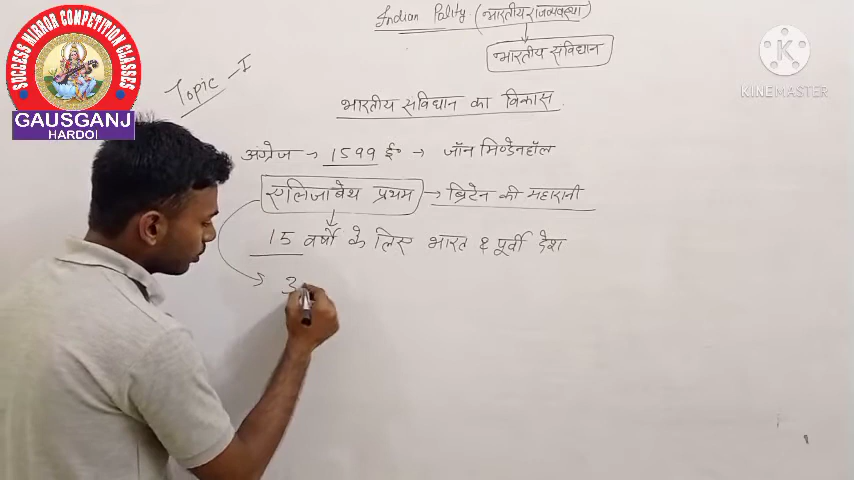 SUCCESS MIRROR COMPETITION CLASSES
GAUSGANJ
HARDOI
KINEMASTER
Indian Polity (भारतीय राजव्यवस्था)
भारतीय संविधान
Topic - I
भारतीय संविधान का विकास
अंग्रेज → 1599 ई० → जॉन मिण्डेनहॉल
एलिजाबेथ प्रथम → ब्रिटेन की महारानी
15 वर्षों के लिए भारत & पूर्वी देश
3